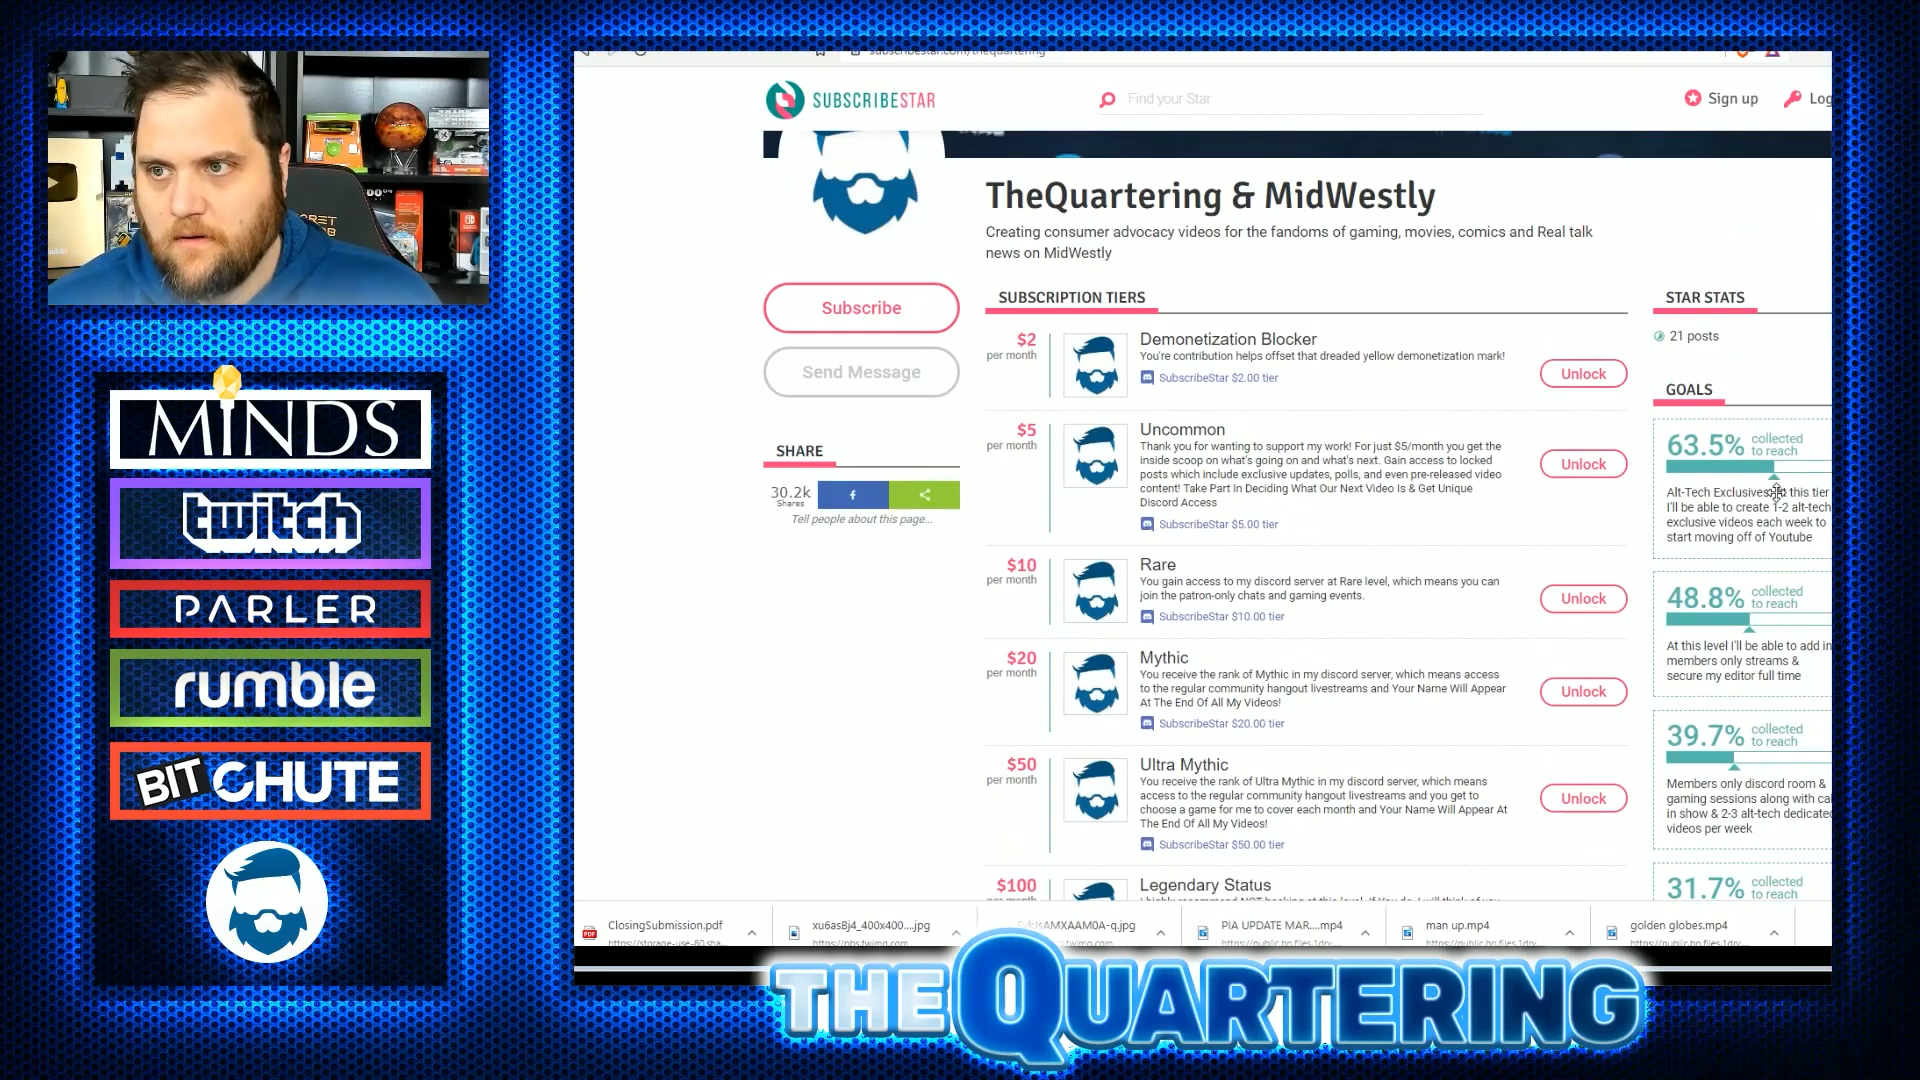 subscribestar.com/thequartering
SUBSCRIBESTAR
Find your Star
Sign up
Log
TheQuartering & MidWestly
Creating consumer advocacy videos for the fandoms of gaming, movies, comics and Real talk
news on MidWestly
Subscribe
Send Message
SHARE
30.2k
Shares
Tell people about this page...
SUBSCRIPTION TIERS
$2
per month
Demonetization Blocker
You're contribution helps offset that dreaded yellow demonetization mark!
SubscribeStar $2.00 tier
Unlock
$5
per month
Uncommon
Thank you for wanting to support my work! For just $5/month you get the
inside scoop on what's going on and what's next. Gain access to locked
posts which include exclusive updates, polls, and even pre-released video
content! Take Part In Deciding What Our Next Video Is & Get Unique
Discord Access
SubscribeStar $5.00 tier
Unlock
$10
per month
Rare
You gain access to my discord server at Rare level, which means you can
join the patron-only chats and gaming events.
SubscribeStar $10.00 tier
Unlock
$20
per month
Mythic
You receive the rank of Mythic in my discord server, which means access
to the regular community hangout livestreams and Your Name Will Appear
At The End Of All My Videos!
SubscribeStar $20.00 tier
Unlock
$50
per month
Ultra Mythic
You receive the rank of Ultra Mythic in my discord server, which means
access to the regular community hangout livestreams and you get to
choose a game for me to cover each month and Your Name Will Appear At
The End Of All My Videos!
SubscribeStar $50.00 tier
Unlock
$100
Legendary Status
STAR STATS
21 posts
GOALS
63.5% collected
to reach
Alt-Tech Exclusives this tier
I'll be able to create 1-2 alt-tech
exclusive videos each week to
start moving off of Youtube
48.8% collected
to reach
At this level I'll be able to add in
members only streams &
secure my editor full time
39.7% collected
to reach
Members only discord room &
gaming sessions along with
in show & 2-3 alt-tech
videos per week
31.7% collected
to reach
ClosingSubmission.pdf
xu6asBj4_400x400....jpg
PIA UPDATE MAR....mp4
man up.mp4
golden globes.mp4
MINDS
twitch
PARLER
rumble
BITCHUTE
THEQUARTERING